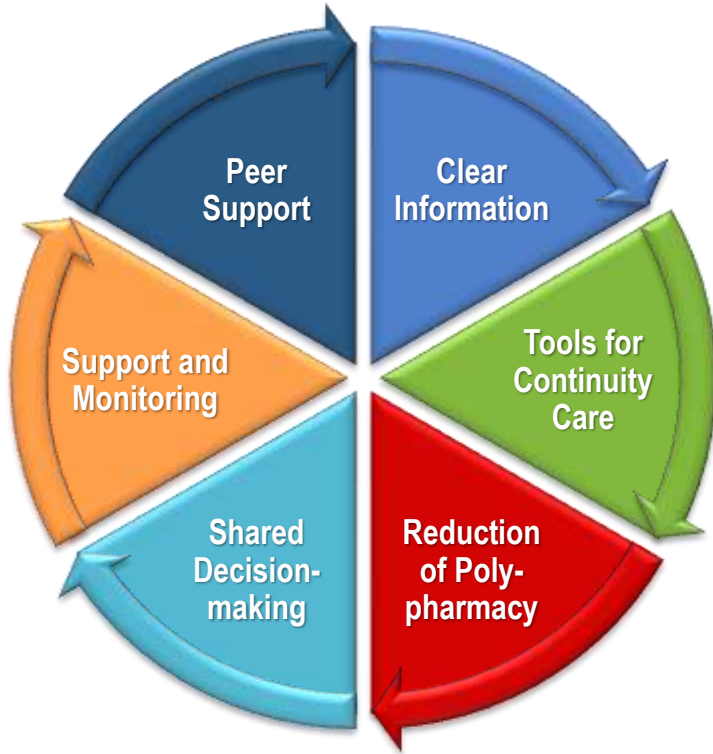 Peer
Support
Clear
Information
Tools for
Continuity
Care
Reduction
of Poly-
pharmacy
Shared
Decision-
making
Support and
Monitoring